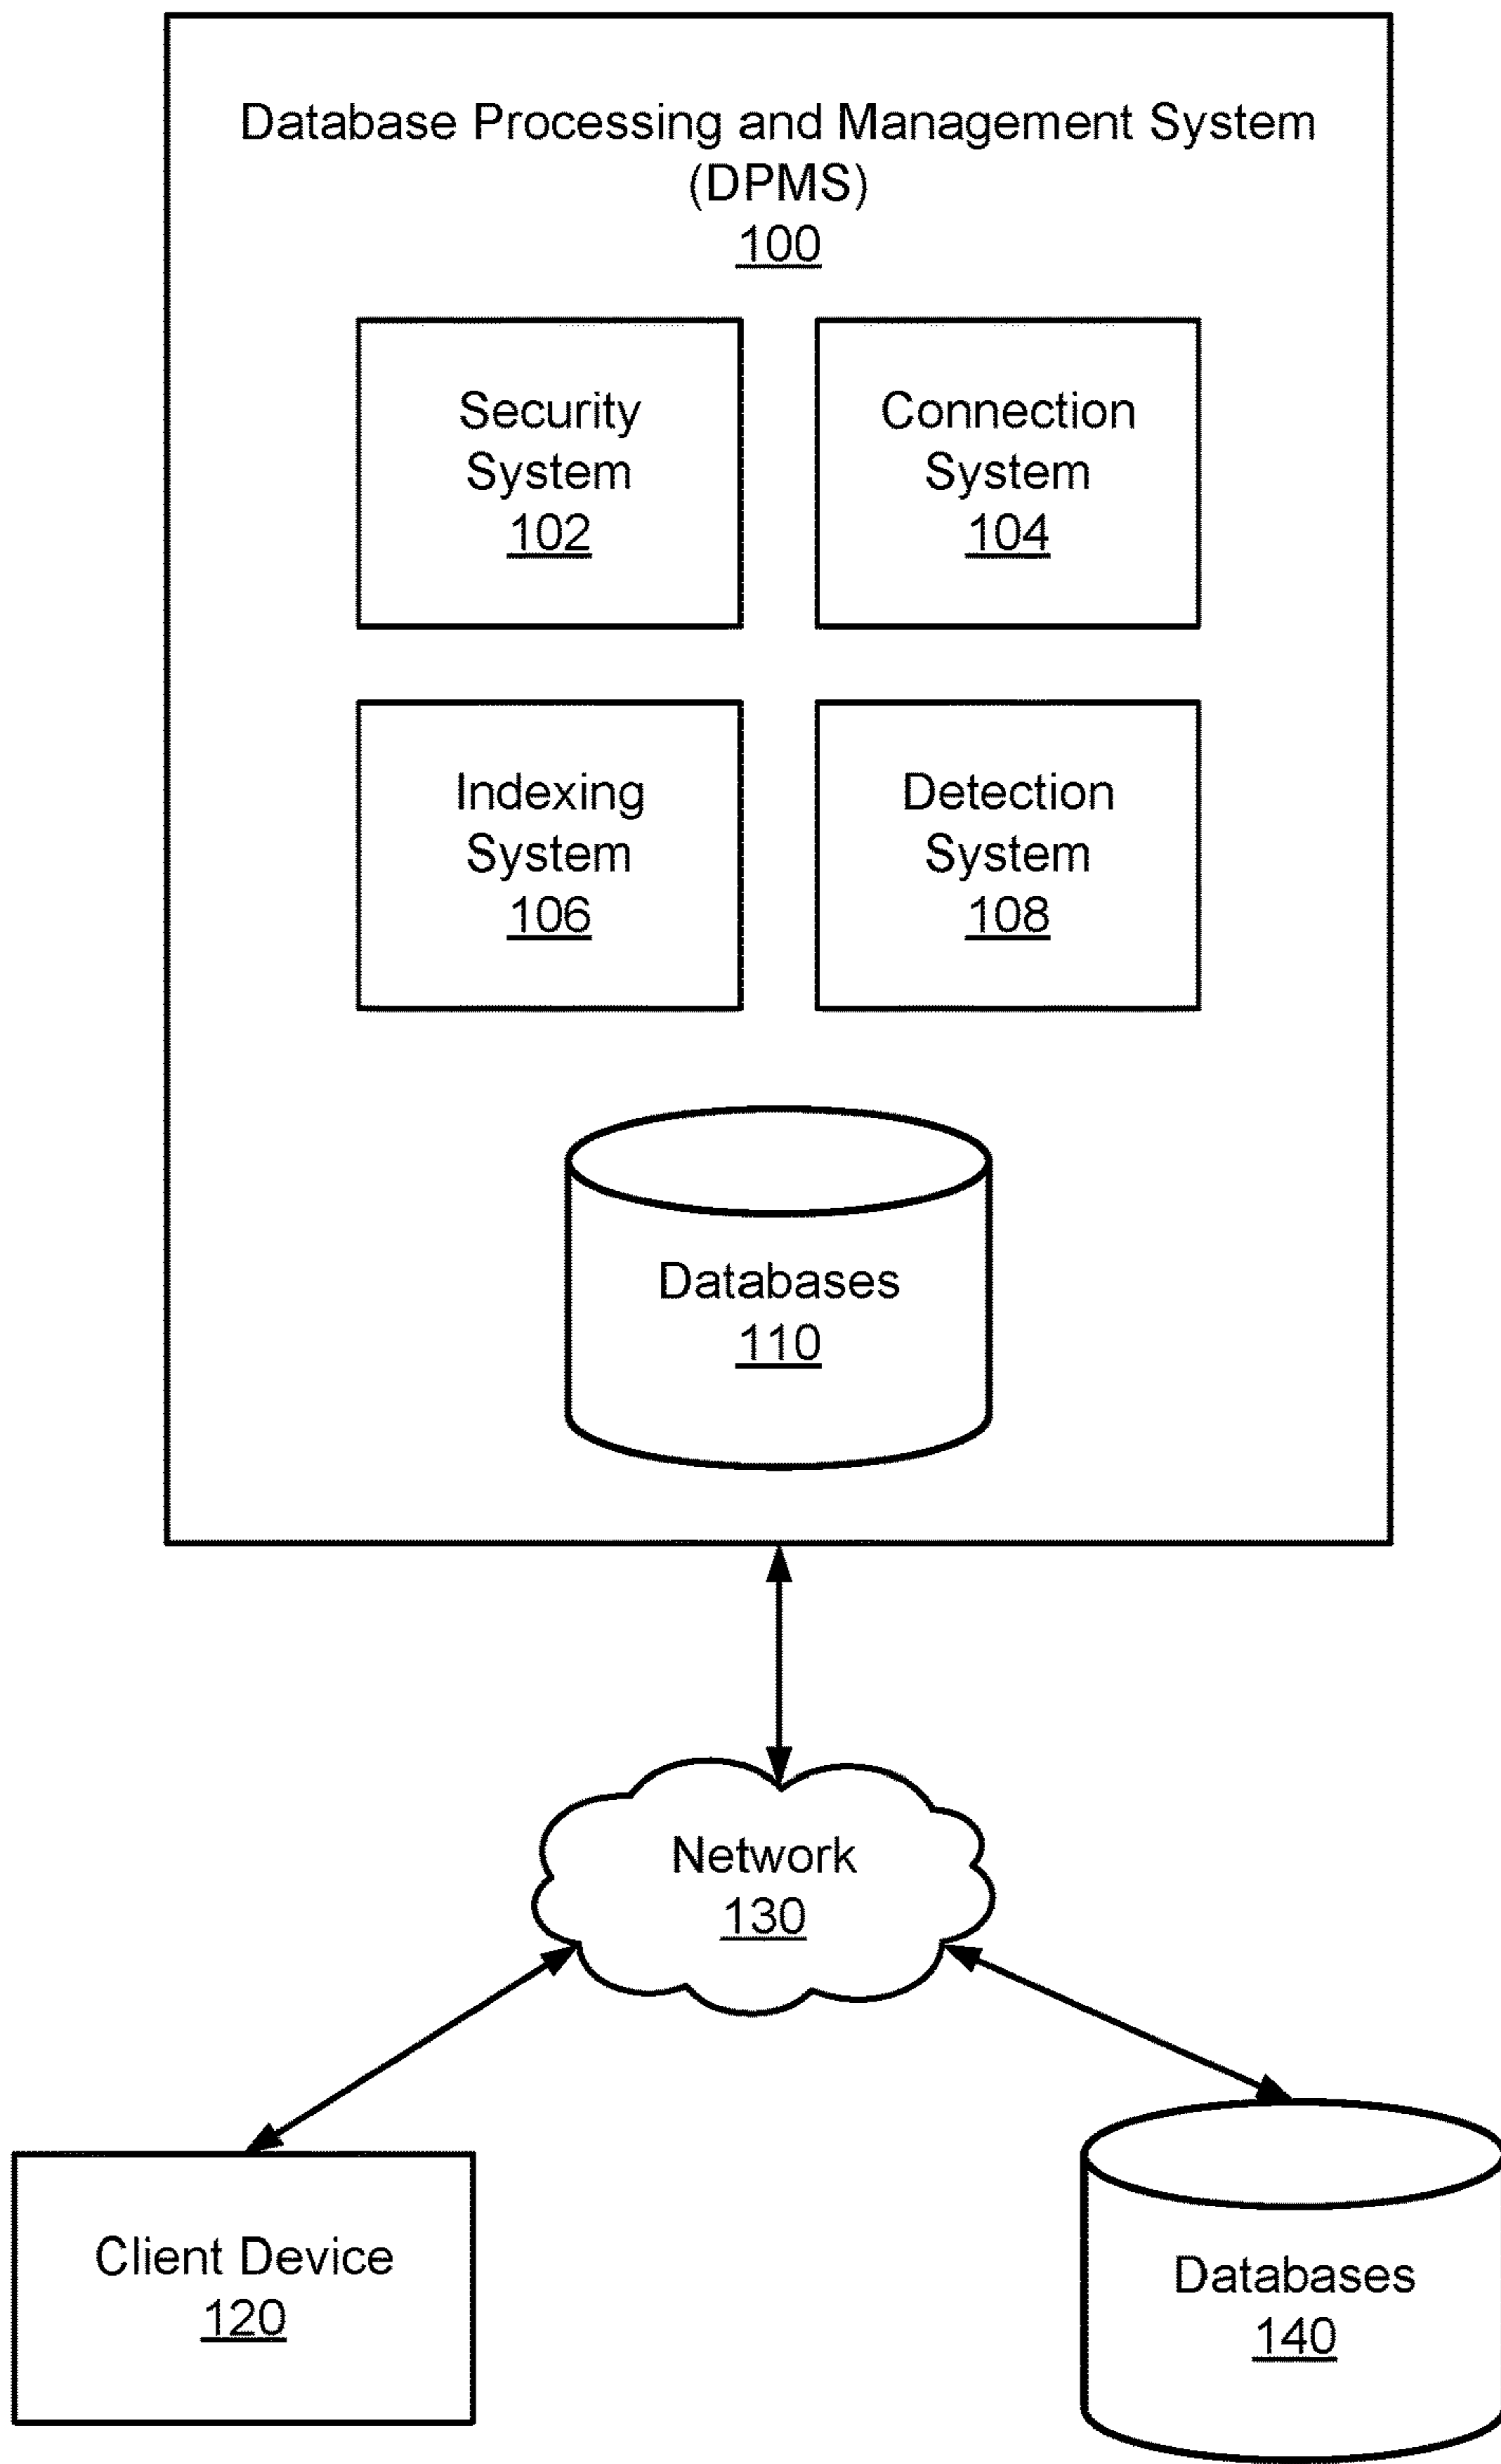 Database Processing and Management System
(DPMS)
100
Security
System
102
Connection
System
104
Indexing
System
106
Detection
System
108
Databases
110
Network
130
Client Device
120
Databases
140